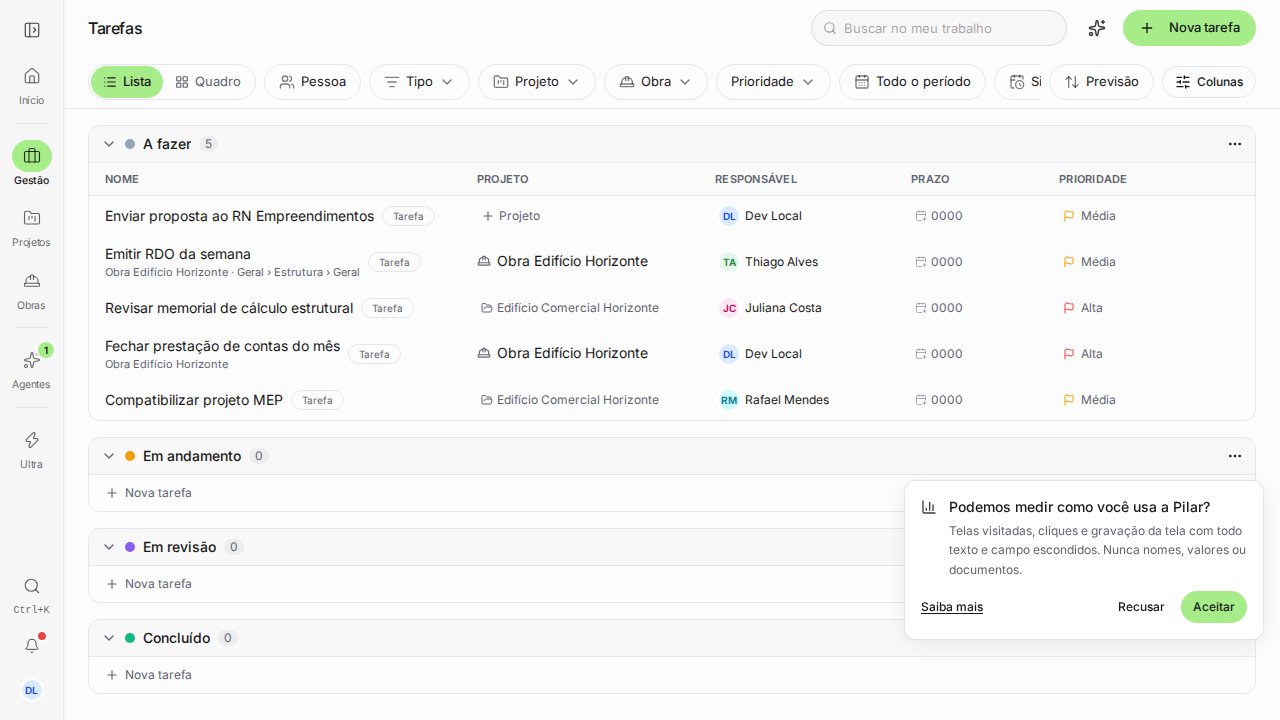 Tarefas
Buscar no meu trabalho
Nova tarefa
Início
Gestão
Projetos
Obras
1
Agentes
Ultra
Ctrl+K
DL
Lista
Quadro
Pessoa
Tipo
Projeto
Obra
Prioridade
Todo o período
Si
Previsão
Colunas
A fazer 5
NOME PROJETO RESPONSÁVEL PRAZO PRIORIDADE
Enviar proposta ao RN Empreendimentos Tarefa Projeto DL Dev Local 0000 Média
Emitir RDO da semana
Obra Edifício Horizonte · Geral › Estrutura › Geral
Tarefa Obra Edifício Horizonte TA Thiago Alves 0000 Média
Revisar memorial de cálculo estrutural Tarefa Edifício Comercial Horizonte JC Juliana Costa 0000 Alta
Fechar prestação de contas do mês
Obra Edifício Horizonte
Tarefa Obra Edifício Horizonte DL Dev Local 0000 Alta
Compatibilizar projeto MEP Tarefa Edifício Comercial Horizonte RM Rafael Mendes 0000 Média
Em andamento 0
Nova tarefa
Em revisão 0
Nova tarefa
Concluído 0
Nova tarefa
Podemos medir como você usa a Pilar?
Telas visitadas, cliques e gravação da tela com todo
texto e campo escondidos. Nunca nomes, valores ou
documentos.
Saiba mais Recusar Aceitar